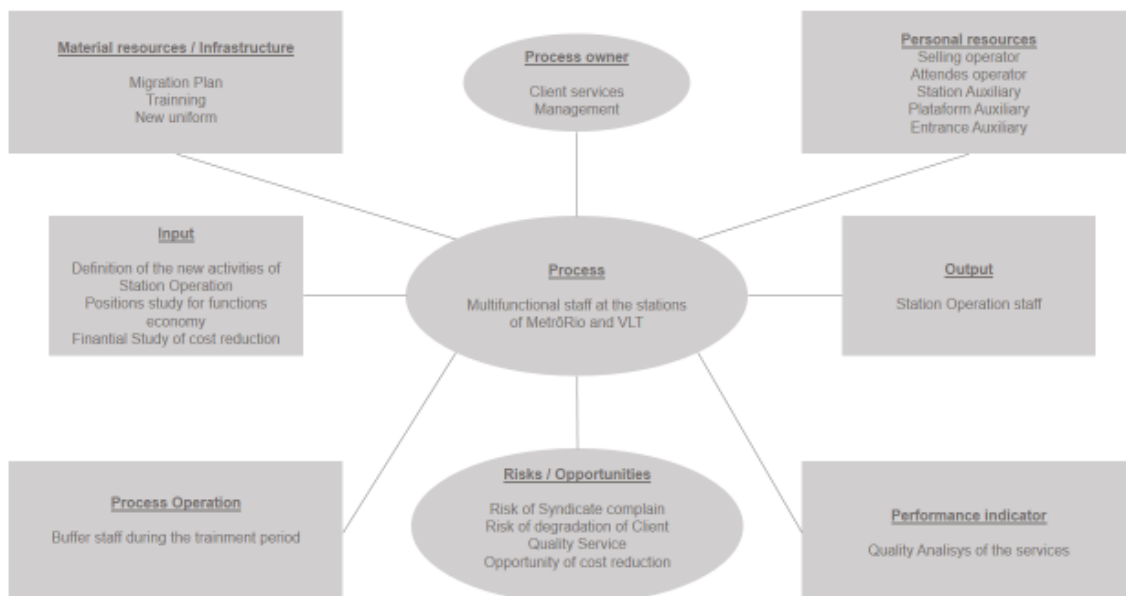 Material resources / Infrastructure
Migration Plan
Trainning
New uniform
Process owner
Client services
Management
Personal resources
Selling operator
Attendes operator
Station Auxiliary
Plataform Auxiliary
Entrance Auxiliary
Input
Definition of the new activities of
Station Operation
Positions study for functions
economy
Finantial Study of cost reduction
Process
Multifunctional staff at the stations
of MetrôRio and VLT
Output
Station Operation staff
Process Operation
Buffer staff during the trainment period
Risks / Opportunities
Risk of Syndicate complain
Risk of degradation of Client
Quality Service
Opportunity of cost reduction
Performance indicator
Quality Analisys of the services